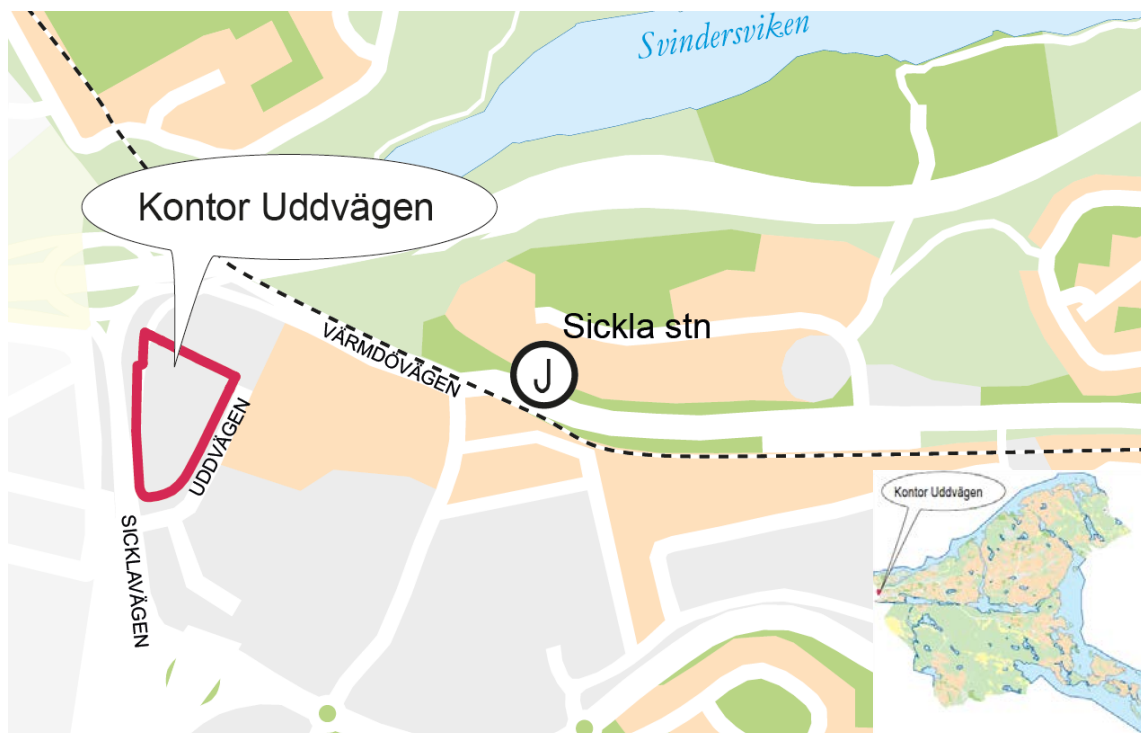 Svindersviken
Kontor Uddvägen
Sickla stn
VÄRMDÖVÄGEN
J
UDDVÄGEN
SICKLAVÄGEN
Kontor Uddvägen